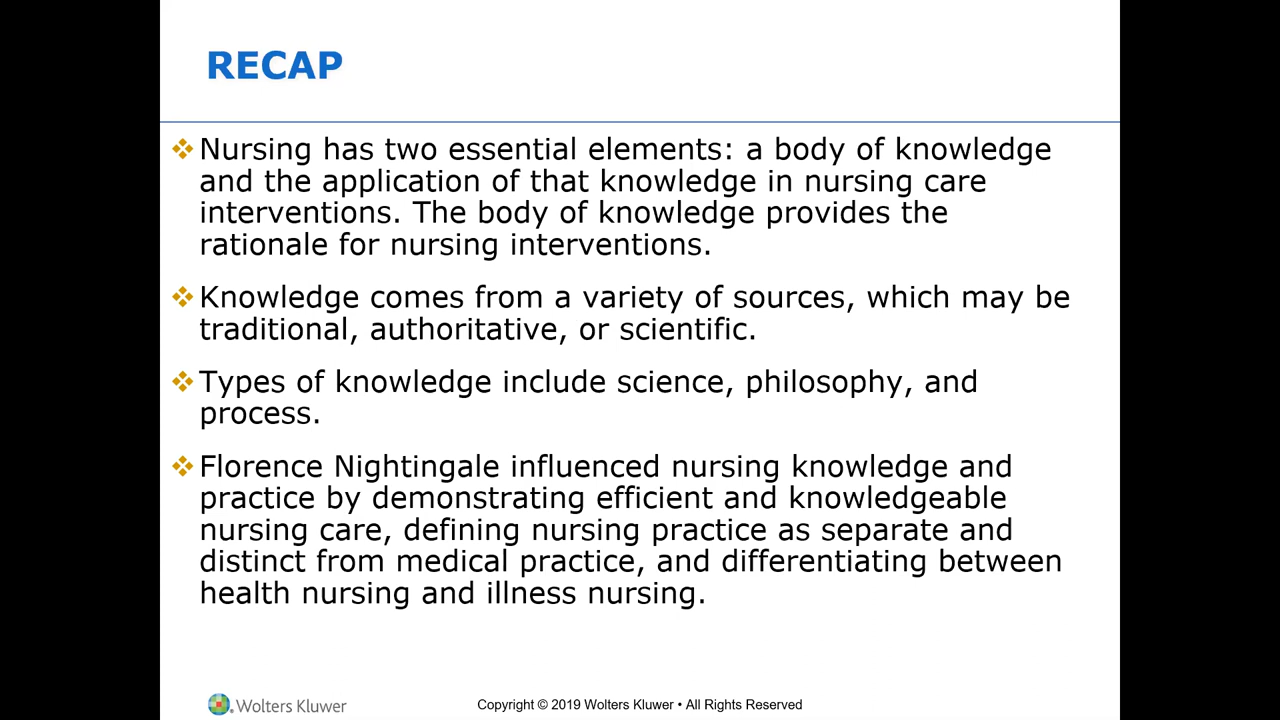 RECAP
Nursing has two essential elements: a body of knowledge
and the application of that knowledge in nursing care
interventions. The body of knowledge provides the
rationale for nursing interventions.
Knowledge comes from a variety of sources, which may be
traditional, authoritative, or scientific.
Types of knowledge include science, philosophy, and
process.
Florence Nightingale influenced nursing knowledge and
practice by demonstrating efficient and knowledgeable
nursing care, defining nursing practice as separate and
distinct from medical practice, and differentiating between
health nursing and illness nursing.
Wolters Kluwer
Copyright © 2019 Wolters Kluwer • All Rights Reserved